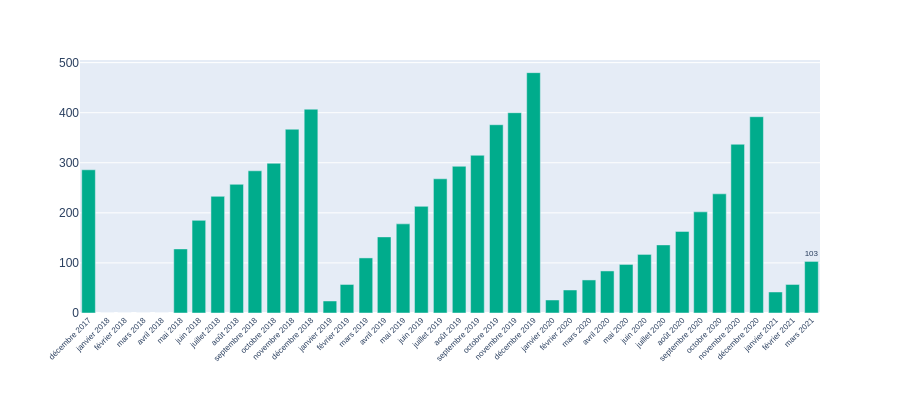 500
400
300
200
100
0
103
décembre 2017
janvier 2018
février 2018
mars 2018
avril 2018
mai 2018
juin 2018
juillet 2018
août 2018
septembre 2018
octobre 2018
novembre 2018
décembre 2018
janvier 2019
février 2019
mars 2019
avril 2019
mai 2019
juin 2019
juillet 2019
août 2019
septembre 2019
octobre 2019
novembre 2019
décembre 2019
janvier 2020
février 2020
mars 2020
avril 2020
mai 2020
juin 2020
juillet 2020
août 2020
septembre 2020
octobre 2020
novembre 2020
décembre 2020
janvier 2021
février 2021
mars 2021